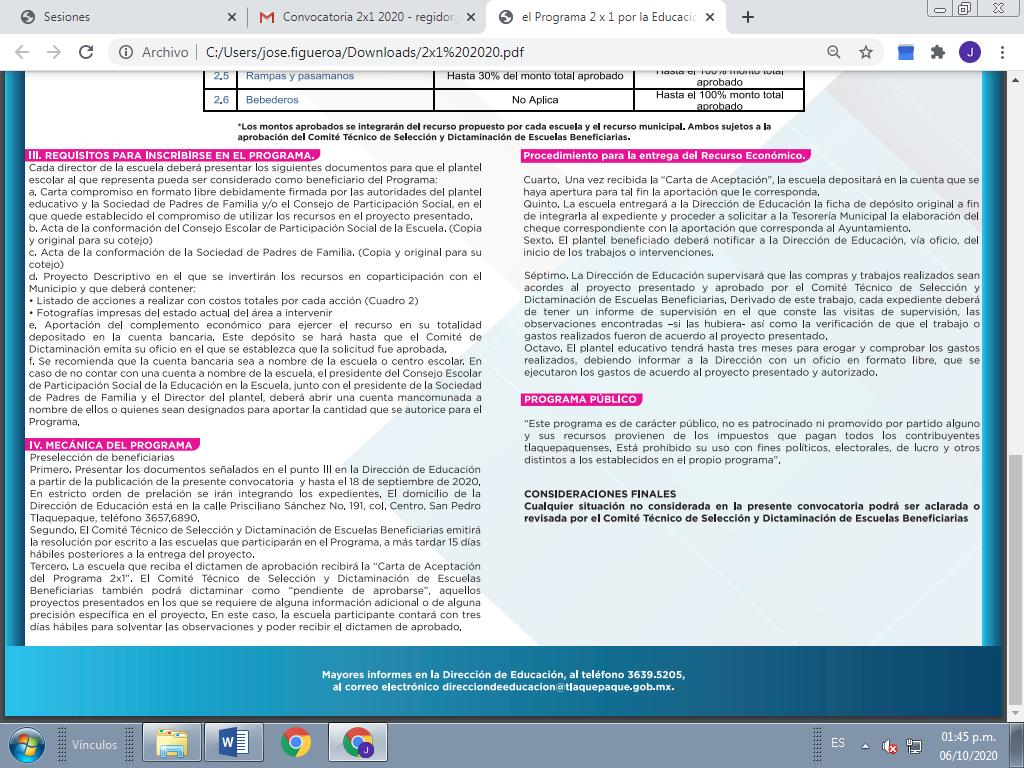 Sesiones
Convocatoria 2x1 2020 - regidor.
el Programa 2 x 1 por la Educació
Archivo | C:/Users/jose.figueroa/Downloads/2x1%202020.pdf
J
2.5 Rampas y pasamanos Hasta 30% del monto total aprobado Hasta el 100% monto total aprobado
2.6 Bebederos No Aplica Hasta el 100% monto total aprobado
*Los montos aprobados se integrarán del recurso propuesto por cada escuela y el recurso municipal. Ambos sujetos a la
aprobación del Comité Técnico de Selección y Dictaminación de Escuelas Beneficiarias.
III. REQUISITOS PARA INSCRIBIRSE EN EL PROGRAMA.
Cada director de la escuela deberá presentar los siguientes documentos para que el plantel
escolar al que representa pueda ser considerado como beneficiario del Programa:
a. Carta compromiso en formato libre debidamente firmada por las autoridades del plantel
educativo y la Sociedad de Padres de Familia y/o el Consejo de Participación Social, en el
que quede establecido el compromiso de utilizar los recursos en el proyecto presentado.
b. Acta de la conformación del Consejo Escolar de Participación Social de la Escuela. (Copia
y original para su cotejo)
c. Acta de la conformación de la Sociedad de Padres de Familia. (Copia y original para su
cotejo)
d. Proyecto Descriptivo en el que se invertirán los recursos en coparticipación con el
Municipio y que deberá contener:
• Listado de acciones a realizar con costos totales por cada acción (Cuadro 2)
• Fotografías impresas del estado actual del área a intervenir
e. Aportación del complemento económico para ejercer el recurso en su totalidad
depositado en la cuenta bancaria. Este depósito se hará hasta que el Comité de
Dictaminación emita su oficio en el que se establezca que la solicitud fue aprobada.
f. Se recomienda que la cuenta bancaria sea a nombre de la escuela o centro escolar. En
caso de no contar con una cuenta a nombre de la escuela, el presidente del Consejo Escolar
de Participación Social de la Educación en la Escuela, junto con el presidente de la Sociedad
de Padres de Familia y el Director del plantel, deberá abrir una cuenta mancomunada a
nombre de ellos o quienes sean designados para aportar la cantidad que se autorice para el
Programa.
IV. MECÁNICA DEL PROGRAMA
Preselección de beneficiarios
Primero. Presentar los documentos señalados en el punto III en la Dirección de Educación
a partir de la publicación de la presente convocatoria y hasta el 18 de septiembre de 2020.
En estricto orden de prelación se irán integrando los expedientes. El domicilio de la
Dirección de Educación está en la calle Prisciliano Sánchez No. 191, col. Centro, San Pedro
Tlaquepaque, teléfono 3657.6890.
Segundo. El Comité Técnico de Selección y Dictaminación de Escuelas Beneficiarias emitirá
la resolución por escrito a las escuelas que participarán en el Programa, a más tardar 15 días
hábiles posteriores a la entrega del proyecto.
Tercero. La escuela que reciba el dictamen de aprobación recibirá la “Carta de Aceptación
del Programa 2x1”. El Comité Técnico de Selección y Dictaminación de Escuelas
Beneficiarias también podrá dictaminar como “pendiente de aprobarse”, aquellos
proyectos presentados en los que se requiere de alguna información adicional o de alguna
precisión específica en el proyecto. En este caso, la escuela participante contará con tres
días hábiles para solventar las observaciones y poder recibir el dictamen de aprobado.
Procedimiento para la entrega del Recurso Económico.
Cuarto. Una vez recibida la “Carta de Aceptación”, la escuela depositará en la cuenta que se
haya apertura para tal fin la aportación que le corresponda.
Quinto. La escuela entregará a la Dirección de Educación la ficha de depósito original a fin
de integrarla al expediente y proceder a solicitar a la Tesorería Municipal la elaboración del
cheque correspondiente con la aportación que corresponda al Ayuntamiento.
Sexto. El plantel beneficiado deberá notificar a la Dirección de Educación, vía oficio, del
inicio de los trabajos o intervenciones.
Séptimo. La Dirección de Educación supervisará que las compras y trabajos realizados sean
acordes al proyecto presentado y aprobado por el Comité Técnico de Selección y
Dictaminación de Escuelas Beneficiarias. Derivado de este trabajo, cada expediente deberá
de tener un informe de supervisión en el que conste las visitas de supervisión, las
observaciones encontradas –si las hubiera- así como la verificación de que el trabajo o
gastos realizados fueron de acuerdo al proyecto presentado.
Octavo. El plantel educativo tendrá hasta tres meses para erogar y comprobar los gastos
realizados, debiendo informar a la Dirección con un oficio en formato libre, que se
ejecutaron los gastos de acuerdo al proyecto presentado y autorizado.
PROGRAMA PÚBLICO
“Este programa es de carácter público, no es patrocinado ni promovido por partido alguno
y sus recursos provienen de los impuestos que pagan todos los contribuyentes
tlaquepaquenses. Está prohibido su uso con fines políticos, electorales, de lucro y otros
distintos a los establecidos en el propio programa”.
CONSIDERACIONES FINALES
Cualquier situación no considerada en la presente convocatoria podrá ser aclarada o
revisada por el Comité Técnico de Selección y Dictaminación de Escuelas Beneficiarias
Mayores informes en la Dirección de Educación, al teléfono 3639.5205,
al correo electrónico direcciondeeducacion@tlaquepaque.gob.mx.
Vínculos
W
J
ES
01:45 p.m.
06/10/2020